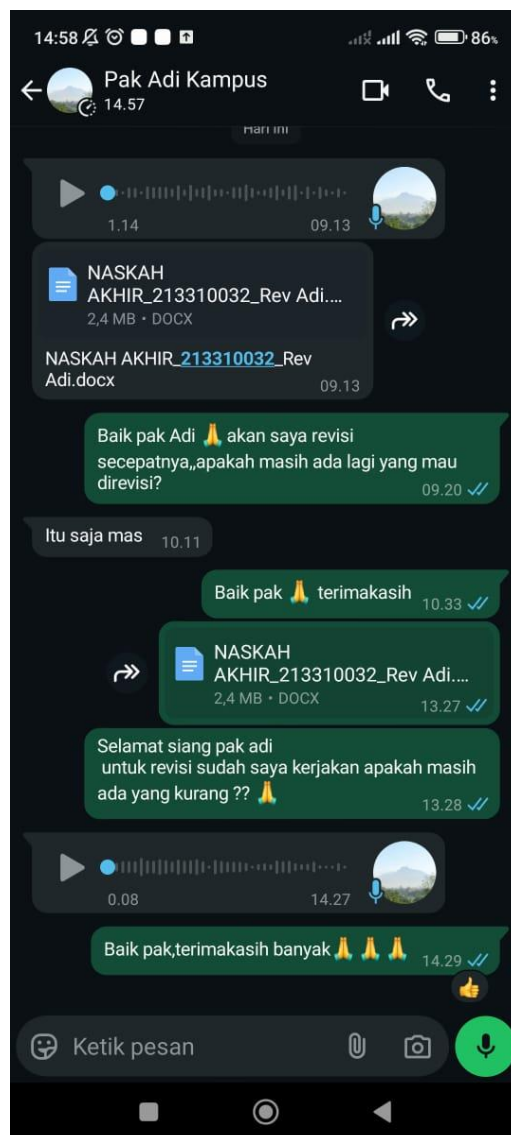 14:58
86%
Pak Adi Kampus
14.57
Hari ini
1.14
09.13
NASKAH
AKHIR_213310032_Rev Adi....
2,4 MB • DOCX
NASKAH AKHIR_213310032_Rev
Adi.docx
09.13
Baik pak Adi 🙏 akan saya revisi
secepatnya,,apakah masih ada lagi yang mau
direvisi?
09.20
Itu saja mas
10.11
Baik pak 🙏 terimakasih
10.33
NASKAH
AKHIR_213310032_Rev Adi....
2,4 MB • DOCX
13.27
Selamat siang pak adi
untuk revisi sudah saya kerjakan apakah masih
ada yang kurang ?? 🙏
13.28
0.08
14.27
Baik pak,terimakasih banyak 🙏 🙏 🙏
14.29
👍
Ketik pesan